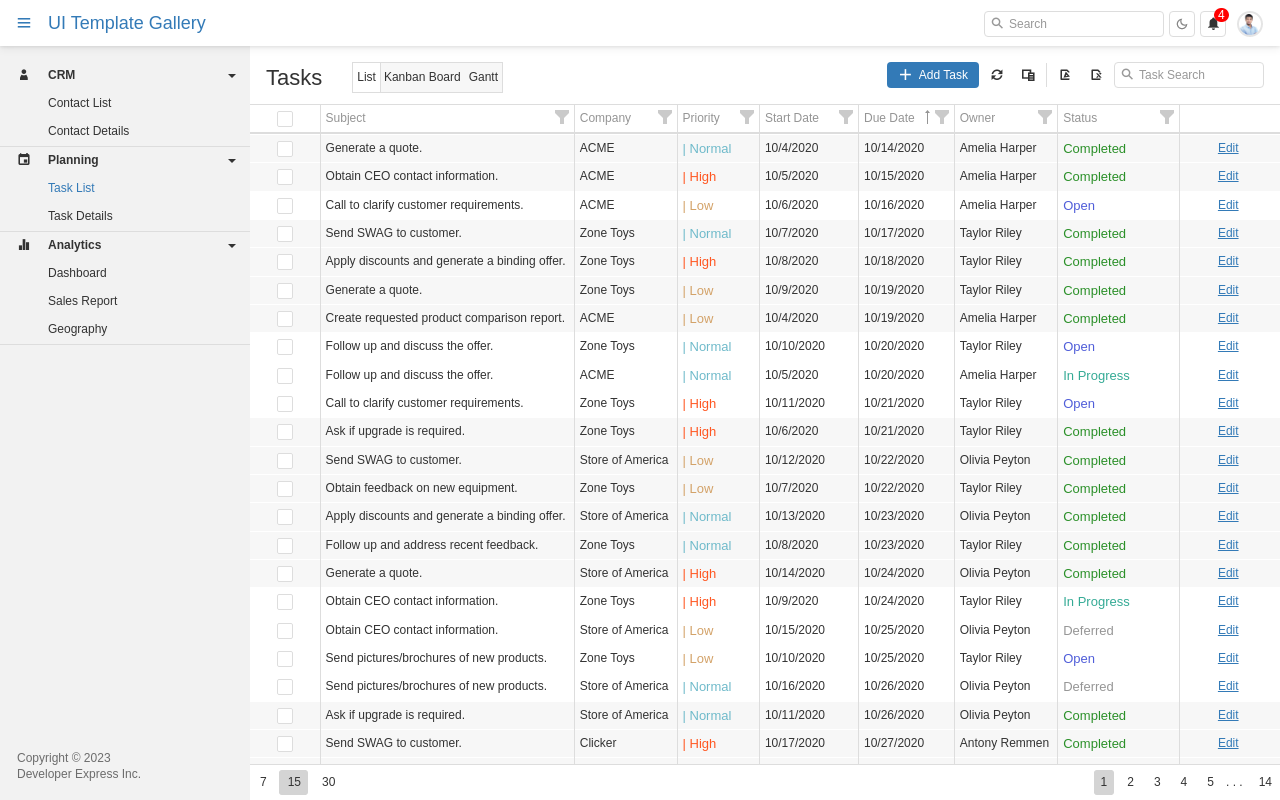 UI Template Gallery
Search
4
CRM
Contact List
Contact Details
Planning
Task List
Task Details
Analytics
Dashboard
Sales Report
Geography
Copyright © 2023
Developer Express Inc.
Tasks List Kanban Board Gantt Add Task Task Search
Subject Company Priority Start Date Due Date ↑ Owner Status
Generate a quote. ACME | Normal 10/4/2020 10/14/2020 Amelia Harper Completed Edit
Obtain CEO contact information. ACME | High 10/5/2020 10/15/2020 Amelia Harper Completed Edit
Call to clarify customer requirements. ACME | Low 10/6/2020 10/16/2020 Amelia Harper Open Edit
Send SWAG to customer. Zone Toys | Normal 10/7/2020 10/17/2020 Taylor Riley Completed Edit
Apply discounts and generate a binding offer. Zone Toys | High 10/8/2020 10/18/2020 Taylor Riley Completed Edit
Generate a quote. Zone Toys | Low 10/9/2020 10/19/2020 Taylor Riley Completed Edit
Create requested product comparison report. ACME | Low 10/4/2020 10/19/2020 Amelia Harper Completed Edit
Follow up and discuss the offer. Zone Toys | Normal 10/10/2020 10/20/2020 Taylor Riley Open Edit
Follow up and discuss the offer. ACME | Normal 10/5/2020 10/20/2020 Amelia Harper In Progress Edit
Call to clarify customer requirements. Zone Toys | High 10/11/2020 10/21/2020 Taylor Riley Open Edit
Ask if upgrade is required. Zone Toys | High 10/6/2020 10/21/2020 Taylor Riley Completed Edit
Send SWAG to customer. Store of America | Low 10/12/2020 10/22/2020 Olivia Peyton Completed Edit
Obtain feedback on new equipment. Zone Toys | Low 10/7/2020 10/22/2020 Taylor Riley Completed Edit
Apply discounts and generate a binding offer. Store of America | Normal 10/13/2020 10/23/2020 Olivia Peyton Completed Edit
Follow up and address recent feedback. Zone Toys | Normal 10/8/2020 10/23/2020 Taylor Riley Completed Edit
Generate a quote. Store of America | High 10/14/2020 10/24/2020 Olivia Peyton Completed Edit
Obtain CEO contact information. Zone Toys | High 10/9/2020 10/24/2020 Taylor Riley In Progress Edit
Obtain CEO contact information. Store of America | Low 10/15/2020 10/25/2020 Olivia Peyton Deferred Edit
Send pictures/brochures of new products. Zone Toys | Low 10/10/2020 10/25/2020 Taylor Riley Open Edit
Send pictures/brochures of new products. Store of America | Normal 10/16/2020 10/26/2020 Olivia Peyton Deferred Edit
Ask if upgrade is required. Store of America | Normal 10/11/2020 10/26/2020 Olivia Peyton Completed Edit
Send SWAG to customer. Clicker | High 10/17/2020 10/27/2020 Antony Remmen Completed Edit
7 15 30 1 2 3 4 5 . . . 14